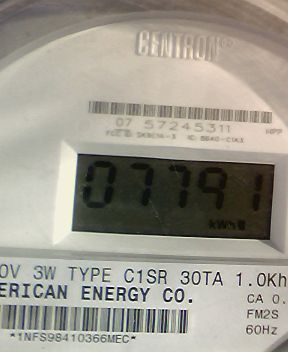 CENTRON®
07 57245311
07791
kWh
0V 3W TYPE C1SR 30TA 1.0Kh
ERICAN ENERGY CO.
CA 0.
FM2S
60Hz
*1NFS98410366MEC*